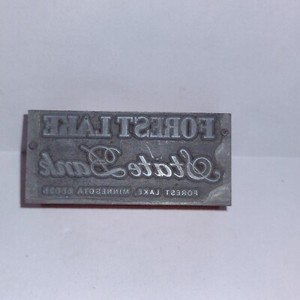 FOREST LAKE
State Bank
FOREST LAKE, MINNESOTA 55025